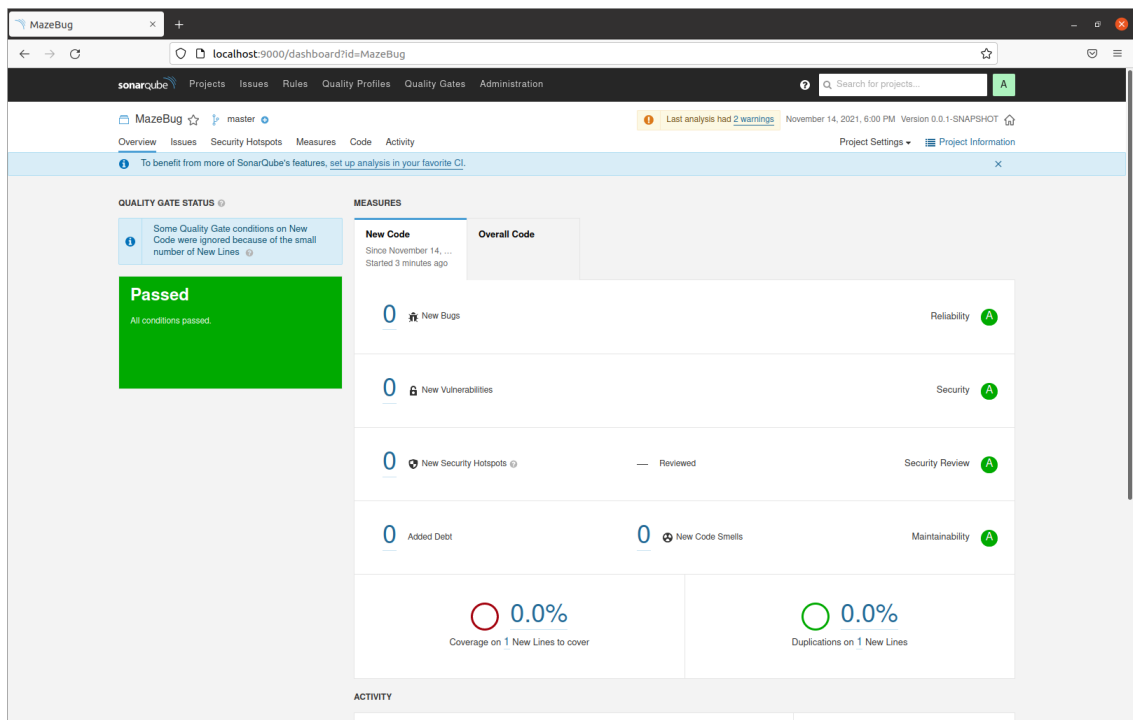 MazeBug
localhost:9000/dashboard?id=MazeBug
sonarqube Projects Issues Rules Quality Profiles Quality Gates Administration Search for projects... A
MazeBug master Last analysis had 2 warnings November 14, 2021, 6:00 PM Version 0.0.1-SNAPSHOT
Overview Issues Security Hotspots Measures Code Activity Project Settings Project Information
To benefit from more of SonarQube's features, set up analysis in your favorite CI.
QUALITY GATE STATUS
Some Quality Gate conditions on New
Code were ignored because of the small
number of New Lines
Passed
All conditions passed.
MEASURES
New Code Overall Code
Since November 14, ...
Started 3 minutes ago
0 New Bugs Reliability A
0 New Vulnerabilities Security A
0 New Security Hotspots — Reviewed Security Review A
0 Added Debt 0 New Code Smells Maintainability A
0.0% 0.0%
Coverage on 1 New Lines to cover Duplications on 1 New Lines
ACTIVITY